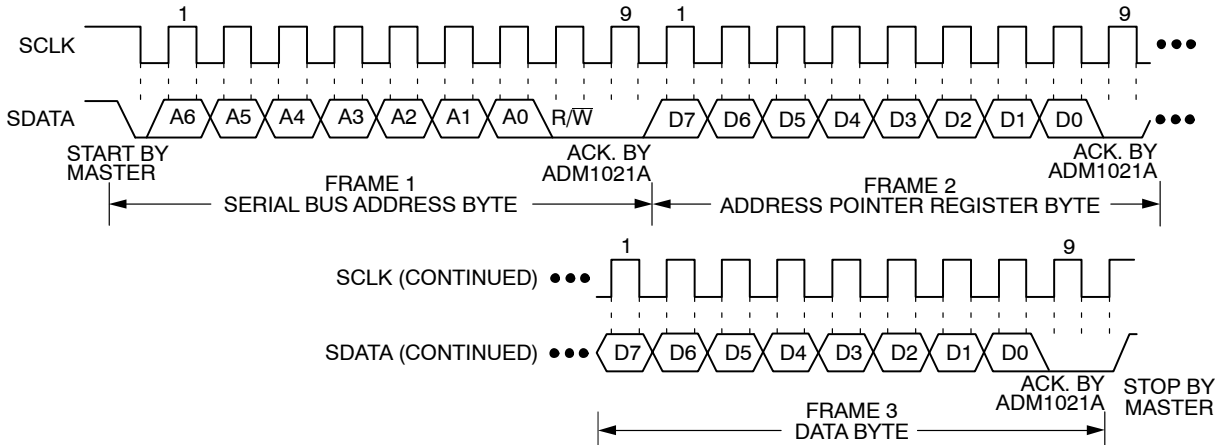 1 9 1 9
SCLK
SDATA A6 A5 A4 A3 A2 A1 A0 R/W̅ D7 D6 D5 D4 D3 D2 D1 D0
START BY
MASTER
ACK. BY
ADM1021A
ACK. BY
ADM1021A
FRAME 1
SERIAL BUS ADDRESS BYTE
FRAME 2
ADDRESS POINTER REGISTER BYTE
1 9
SCLK (CONTINUED)
SDATA (CONTINUED) D7 D6 D5 D4 D3 D2 D1 D0
ACK. BY
ADM1021A
STOP BY
MASTER
FRAME 3
DATA BYTE